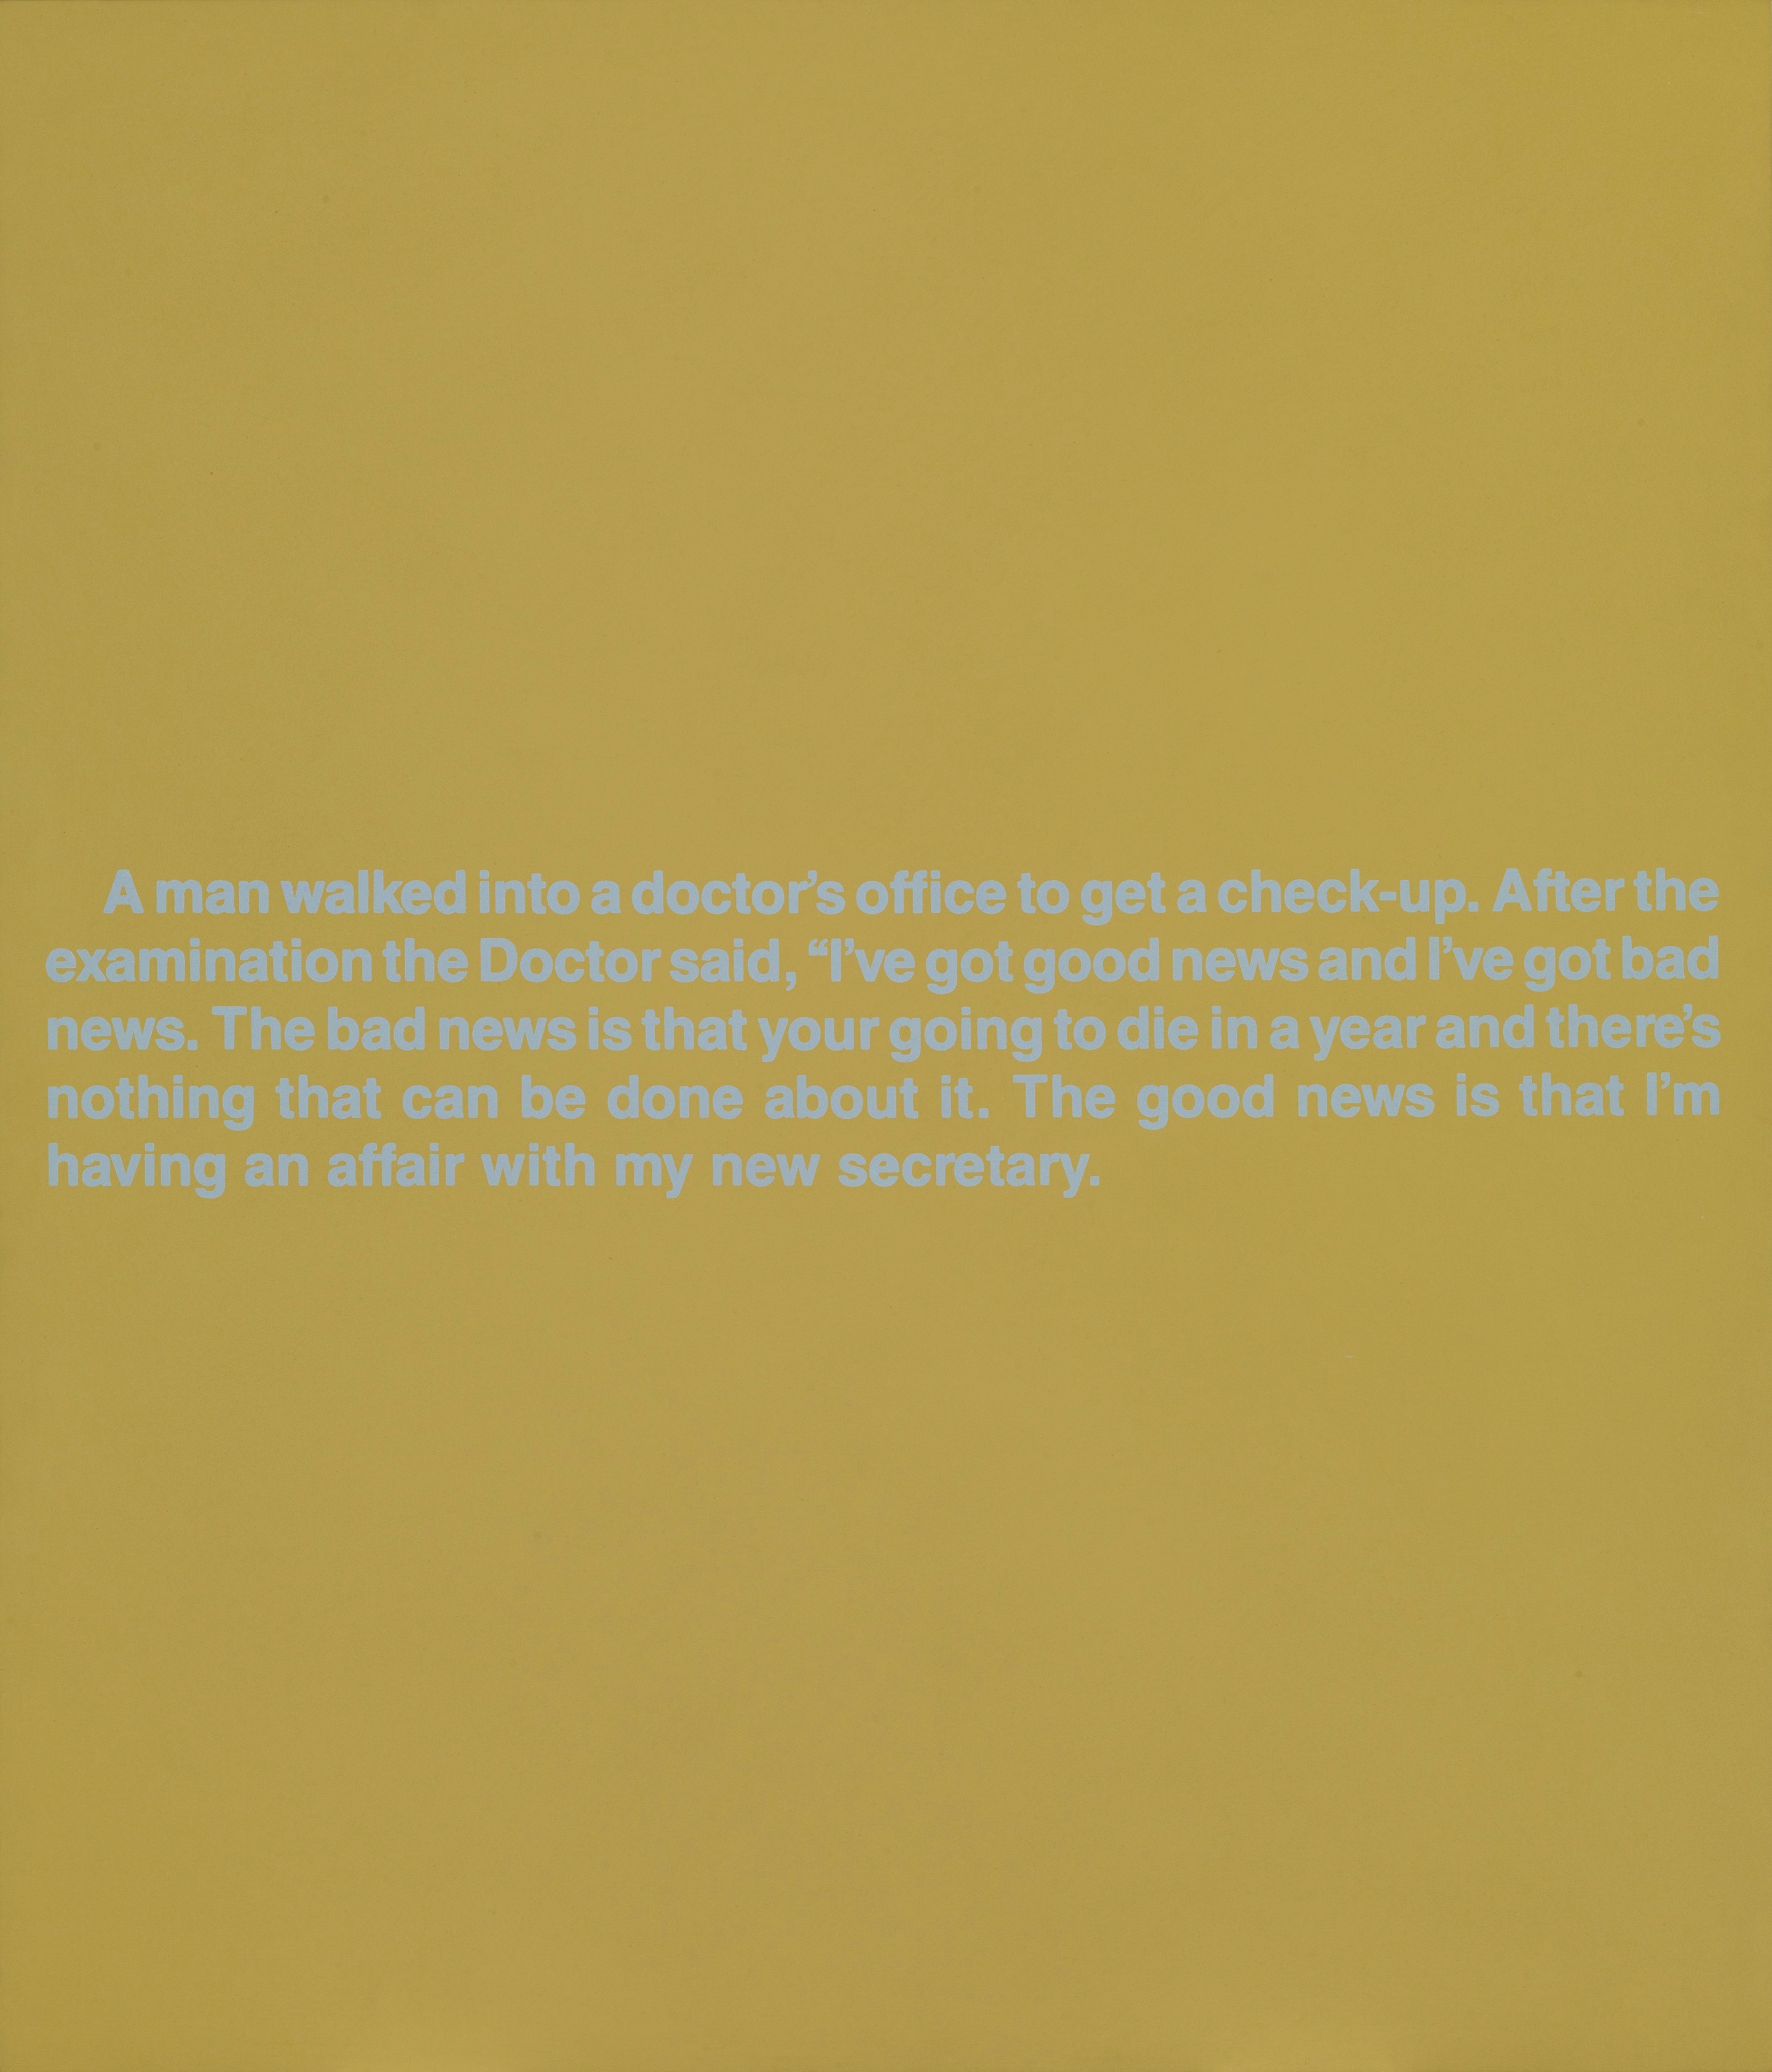 A man walked into a doctor’s office to get a check-up. After the
examination the Doctor said, “I’ve got good news and I’ve got bad
news. The bad news is that your going to die in a year and there’s
nothing that can be done about it. The good news is that I’m
having an affair with my new secretary.